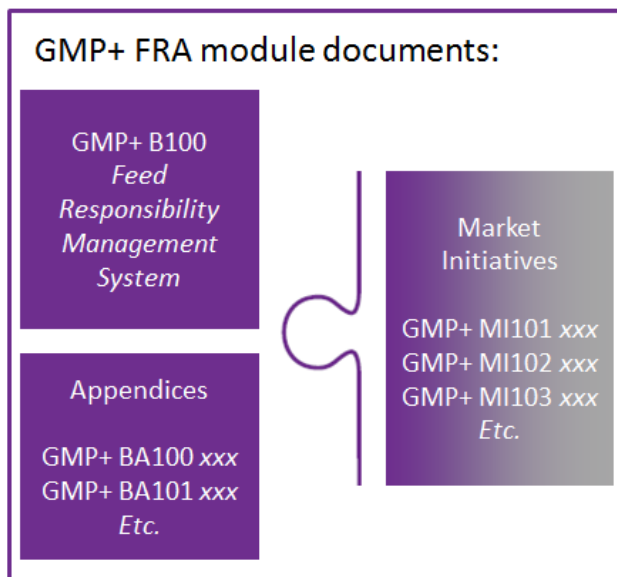 GMP+ FRA module documents:
GMP+ B100
Feed
Responsibility
Management
System
Appendices
GMP+ BA100 xxx
GMP+ BA101 xxx
Etc.
Market
Initiatives
GMP+ MI101 xxx
GMP+ MI102 xxx
GMP+ MI103 xxx
Etc.